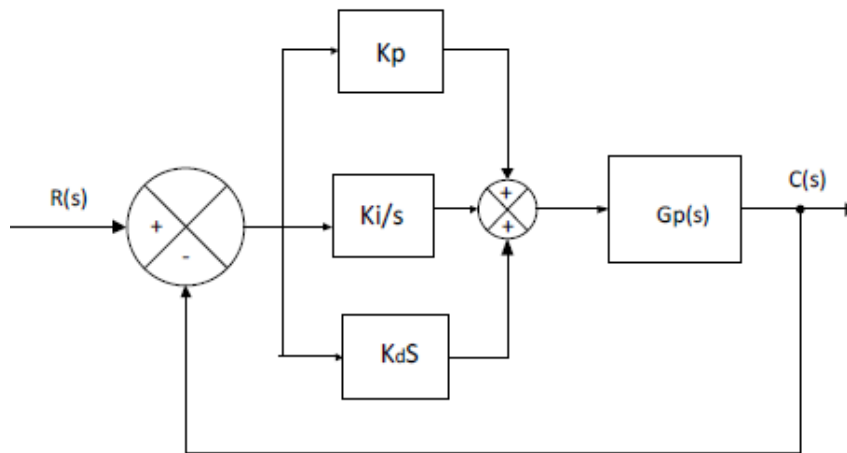 Kp
R(s)
+
-
Ki/s
+
+
Gp(s)
C(s)
KdS